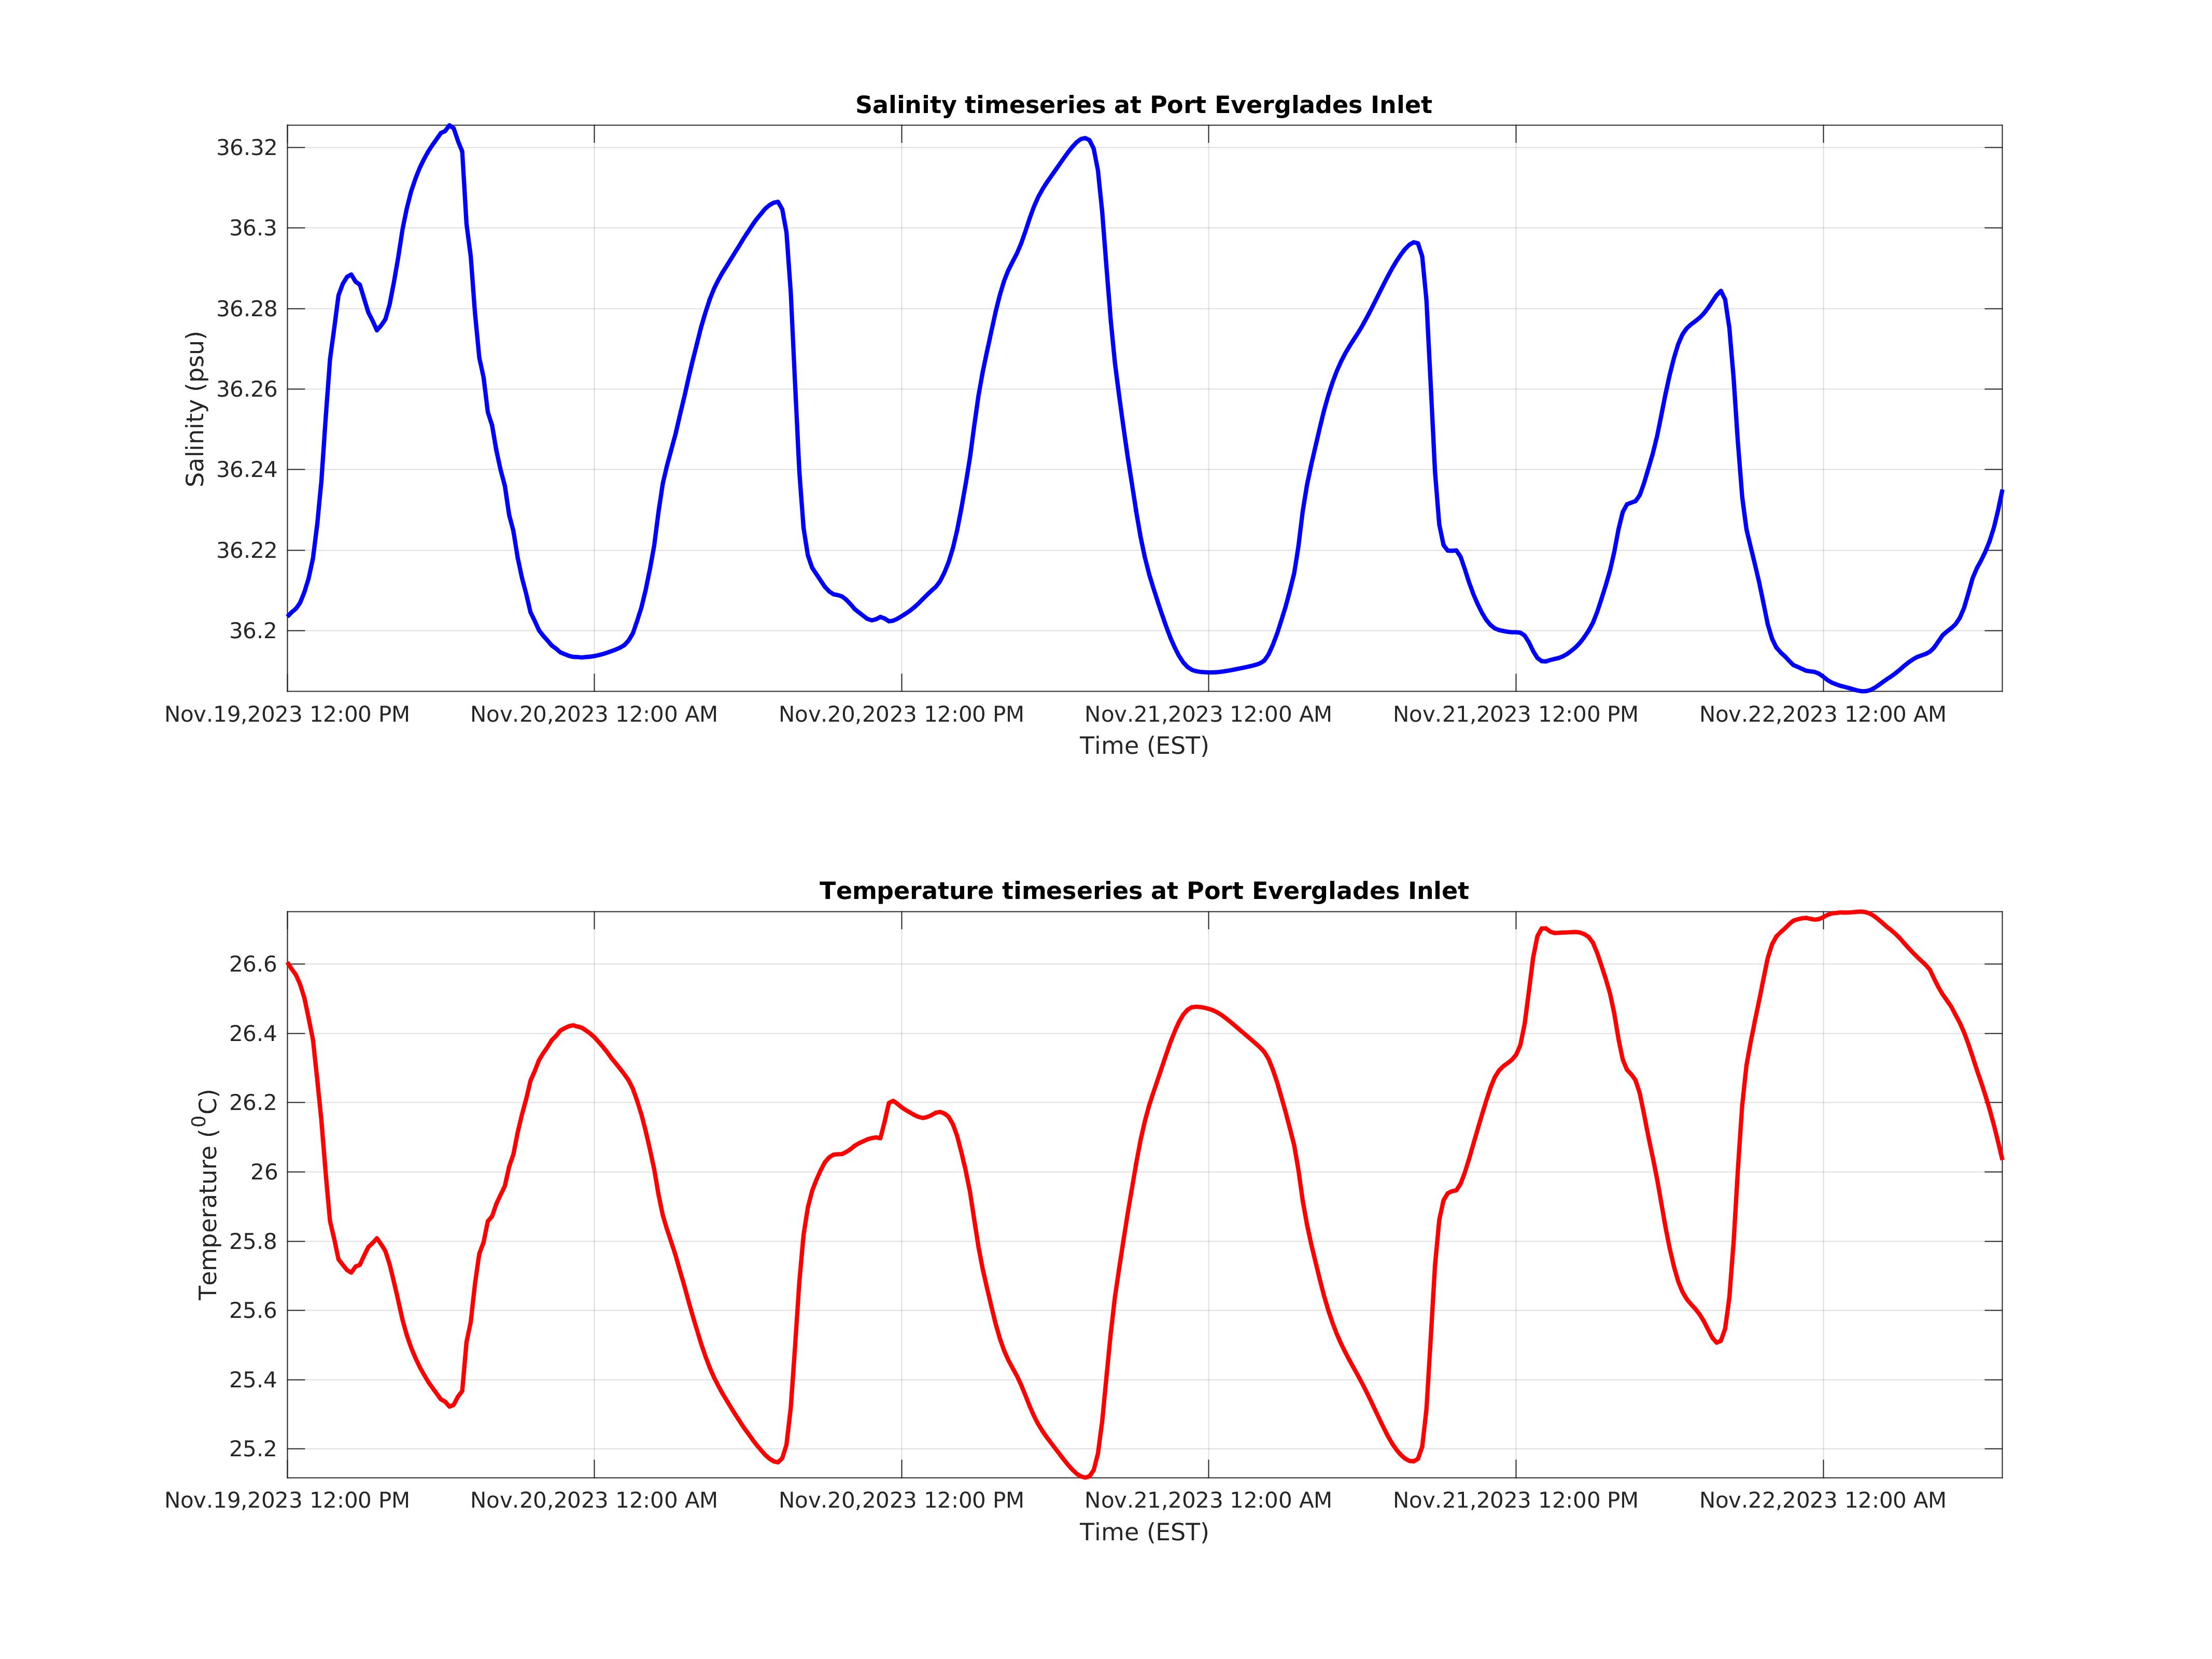 Salinity timeseries at Port Everglades Inlet
36.32
36.3
36.28
36.26
36.24
36.22
36.2
Salinity (psu)
Nov.19,2023 12:00 PM Nov.20,2023 12:00 AM Nov.20,2023 12:00 PM Nov.21,2023 12:00 AM Nov.21,2023 12:00 PM Nov.22,2023 12:00 AM
Time (EST)
Temperature timeseries at Port Everglades Inlet
26.6
26.4
26.2
26
25.8
25.6
25.4
25.2
Temperature (⁰C)
Nov.19,2023 12:00 PM Nov.20,2023 12:00 AM Nov.20,2023 12:00 PM Nov.21,2023 12:00 AM Nov.21,2023 12:00 PM Nov.22,2023 12:00 AM
Time (EST)